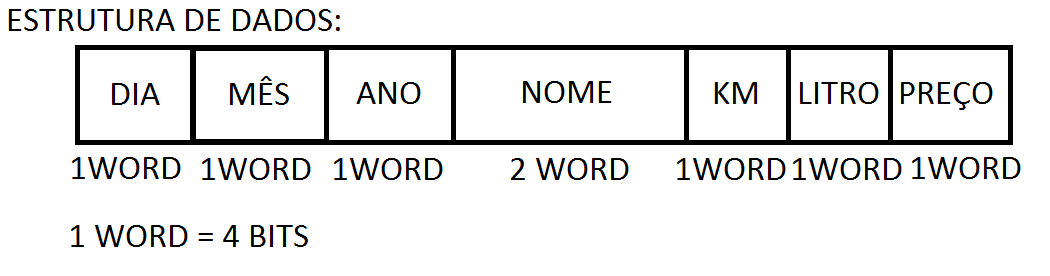 ESTRUTURA DE DADOS:
DIA MÊS ANO NOME KM LITRO PREÇO
1WORD 1WORD 1WORD 2 WORD 1WORD 1WORD 1WORD
1 WORD = 4 BITS